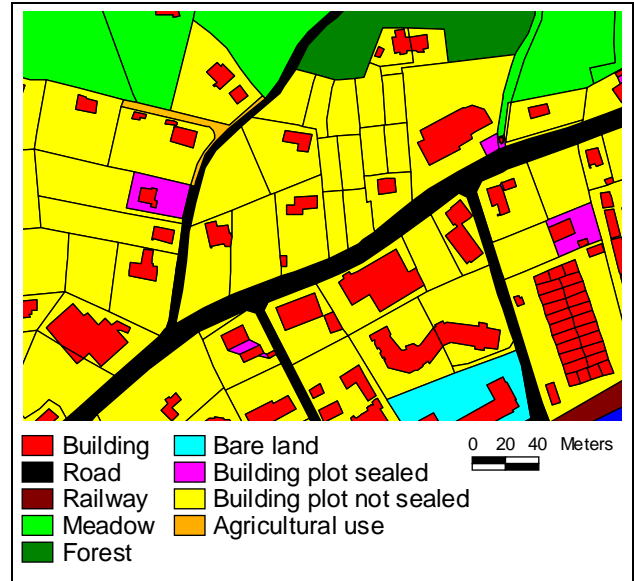 Building
Road
Railway
Meadow
Forest
Bare land
Building plot sealed
Building plot not sealed
Agricultural use
0 20 40 Meters